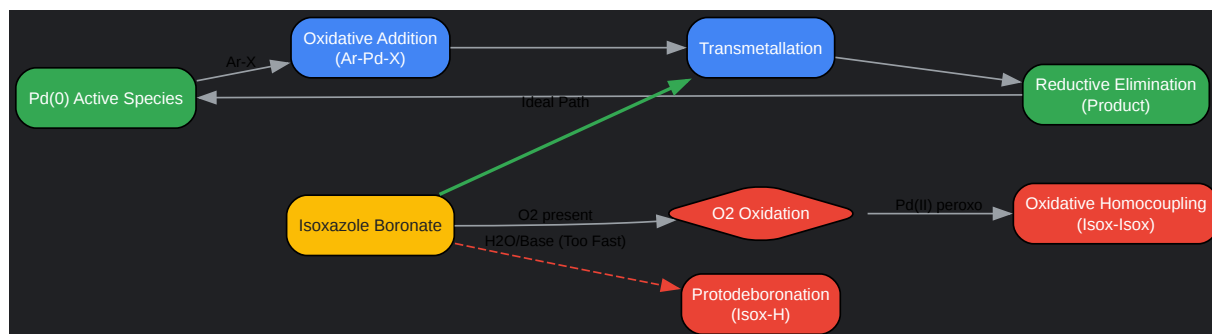 Oxidative Addition
(Ar-Pd-X)
Transmetallation
Ar-X
Pd(0) Active Species
Reductive Elimination
(Product)
Ideal Path
Isoxazole Boronate
O2 present
O2 Oxidation
Pd(II) peroxo
Oxidative Homocoupling
(Isox-Isox)
H2O/Base (Too Fast)
Protodeboronation
(Isox-H)